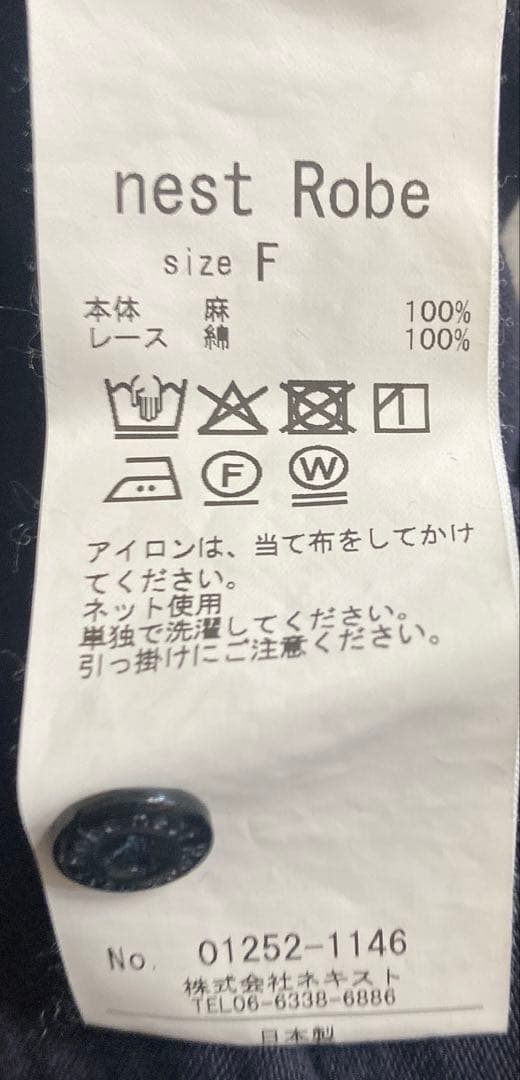 nest Robe
size F
本体 麻 100%
レース 綿 100%
F W
アイロンは、当て布をしてかけ
てください。
ネット使用
単独で洗濯してください。
引っ掛けにご注意ください。
No. 01252-1146
株式会社ネキスト
TEL06-6338-6886
日本製